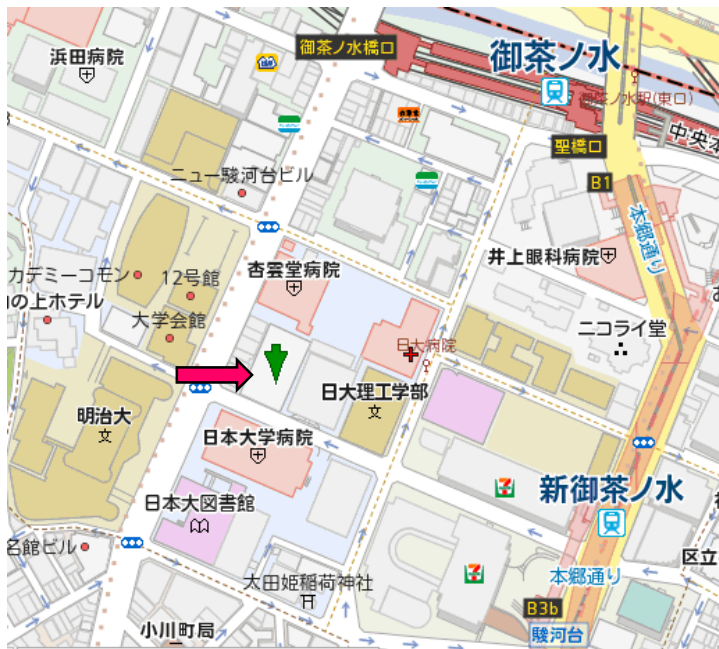 御茶ノ水橋口
御茶ノ水
浜田病院
御茶ノ水駅(東口)
中央本
聖橋口
B1
ニュー駿河台ビル
本郷通り
杏雲堂病院
井上眼科病院
カデミーコモン
12号館
の上ホテル
大学会館
ニコライ堂
日大病院
日大理工学部
明治大
日本大学病院
新御茶ノ水
日本大図書館
名館ビル
区立
太田姫稲荷神社
本郷通り
B3b
小川町局
駿河台